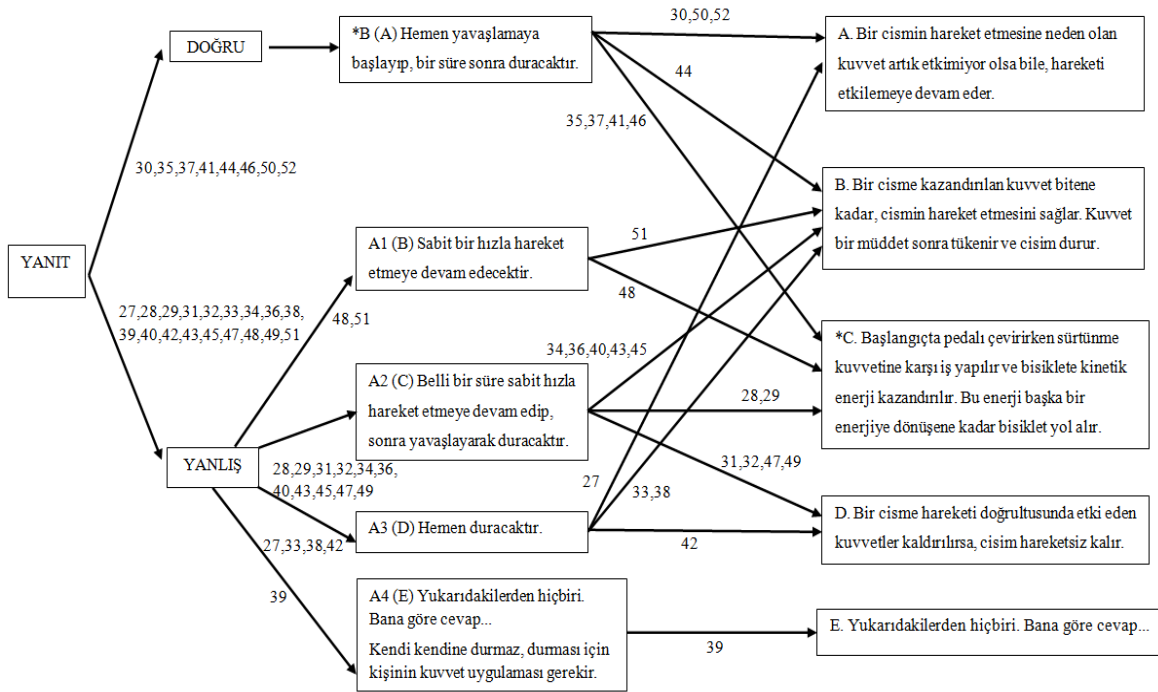 YANIT
DOĞRU
30,35,37,41,44,46,50,52
27,28,29,31,32,33,34,36,38,
39,40,42,43,45,47,48,49,51
YANLIŞ
*B (A) Hemen yavaşlamaya
başlayıp, bir süre sonra duracaktır.
48,51
A1 (B) Sabit bir hızla hareket
etmeye devam edecektir.
28,29,31,32,34,36,
40,43,45,47,49
A2 (C) Belli bir süre sabit hızla
hareket etmeye devam edip,
sonra yavaşlayarak duracaktır.
27,33,38,42
A3 (D) Hemen duracaktır.
39
A4 (E) Yukarıdakilerden hiçbiri.
Bana göre cevap...
Kendi kendine durmaz, durması için
kişinin kuvvet uygulaması gerekir.
30,50,52
44
35,37,41,46
51
48
34,36,40,43,45
28,29
31,32,47,49
27
33,38
42
39
A. Bir cismin hareket etmesine neden olan
kuvvet artık etkimiyor olsa bile, hareketi
etkilemeye devam eder.
B. Bir cisme kazandırılan kuvvet bitene
kadar, cismin hareket etmesini sağlar. Kuvvet
bir müddet sonra tükenir ve cisim durur.
*C. Başlangıçta pedalı çevirirken sürtünme
kuvvetine karşı iş yapılır ve bisiklete kinetik
enerji kazandırılır. Bu enerji başka bir
enerjiye dönüşene kadar bisiklet yol alır.
D. Bir cisme hareketi doğrultusunda etki eden
kuvvetler kaldırılırsa, cisim hareketsiz kalır.
E. Yukarıdakilerden hiçbiri. Bana göre cevap...